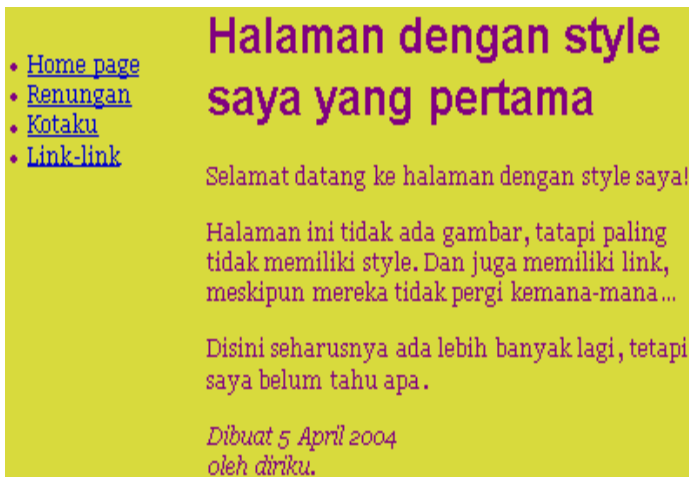 Home page
Renungan
Kotaku
Link-link
Halaman dengan style
saya yang pertama
Selamat datang ke halaman dengan style saya!
Halaman ini tidak ada gambar, tatapi paling
tidak memiliki style. Dan juga memiliki link,
meskipun mereka tidak pergi kemana-mana...
Disini seharusnya ada lebih banyak lagi, tetapi
saya belum tahu apa.
Dibuat 5 April 2004
oleh diriku.